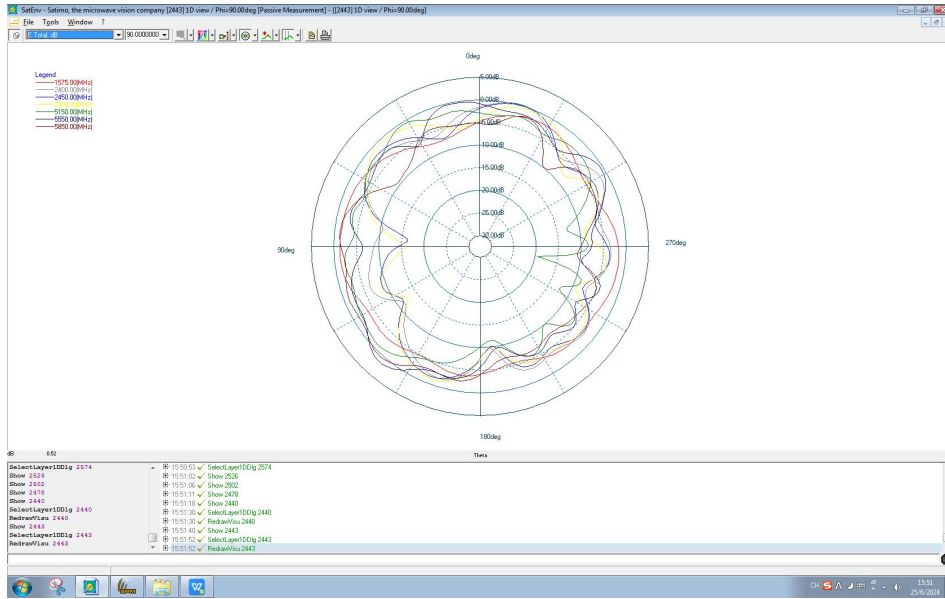 SatEnv - Satimo, the microwave vision company [2443] 1D view / Phi=90.00deg [Passive Measurement] - [[2443] 1D view / Phi=90.00deg]
File Tools Window ?
E Total dB 90.0000000
0deg
Legend
1575.00(MHz)
2400.00(MHz)
2450.00(MHz)
5150.00(MHz)
5550.00(MHz)
5850.00(MHz)
5.00dB
0.00dB
-5.00dB
-10.00dB
-15.00dB
-20.00dB
-25.00dB
-30.00dB
90deg
270deg
180deg
dB 0.52 Theta
SelectLayer1DDlg 2574
Show 2526
Show 2502
Show 2478
Show 2440
SelectLayer1DDlg 2440
RedrawVisu 2440
Show 2443
SelectLayer1DDlg 2443
RedrawVisu 2443
15:50:53 SelectLayer1DDlg 2574
15:51:02 Show 2526
15:51:06 Show 2502
15:51:11 Show 2478
15:51:18 Show 2440
15:51:30 SelectLayer1DDlg 2440
15:51:30 RedrawVisu 2440
15:51:40 Show 2443
15:51:52 SelectLayer1DDlg 2443
15:51:52 RedrawVisu 2443
CH
15:51
25/6/2024